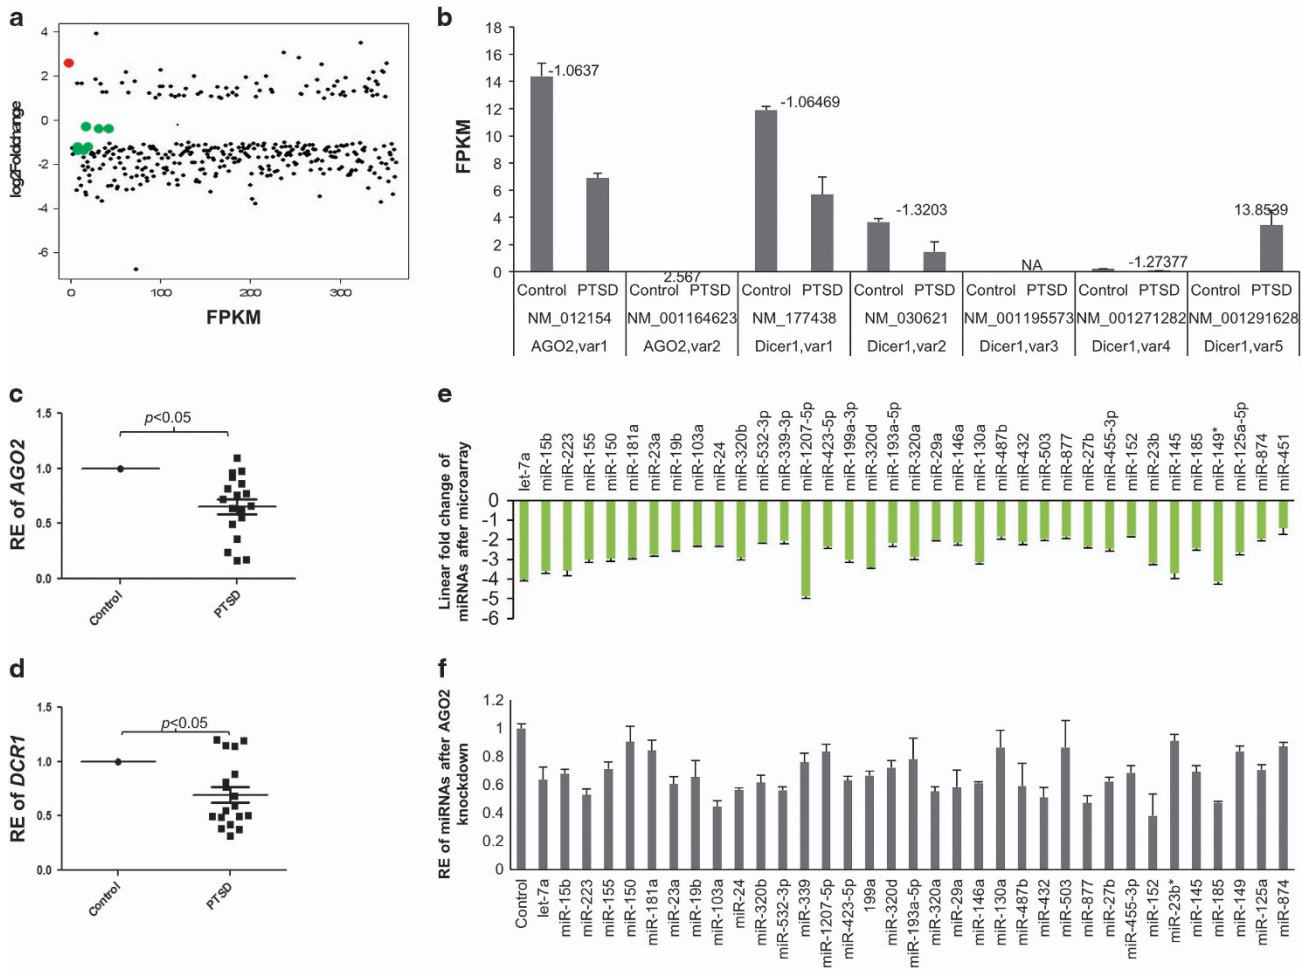 a
4
2
0
-2
-4
-6
log2Foldchange
0 100 200 300
FPKM
b
18
16
14
12
10
8
6
4
2
0
FPKM
-1.0637
2.567
-1.06469
-1.3203
NA
-1.27377
13.8539
Control PTSD Control PTSD Control PTSD Control PTSD Control PTSD Control PTSD Control PTSD
NM_012154 NM_001164623 NM_177438 NM_030621 NM_001195573 NM_001271282 NM_001291628
AGO2,var1 AGO2,var2 Dicer1,var1 Dicer1,var2 Dicer1,var3 Dicer1,var4 Dicer1,var5
c
1.5
1.0
0.5
0.0
RE of AGO2
p<0.05
Control PTSD
d
1.5
1.0
0.5
0.0
RE of DCR1
p<0.05
Control PTSD
e
let-7a
miR-15b
miR-223
miR-155
miR-150
miR-181a
miR-23a
miR-19b
miR-103a
miR-24
miR-320b
miR-532-3p
miR-339-3p
miR-1207-5p
miR-423-5p
miR-199a-3p
miR-320d
miR-193a-5p
miR-320a
miR-29a
miR-146a
miR-130a
miR-487b
miR-432
miR-503
miR-877
miR-27b
miR-455-3p
miR-152
miR-23b
miR-145
miR-185
miR-149*
miR-125a-5p
miR-874
miR-451
0
-1
-2
-3
-4
-5
-6
Linear fold change of
miRNAs after microarray
f
1.2
1
0.8
0.6
0.4
0.2
0
RE of miRNAs after AGO2
knockdown
Control
let-7a
miR-15b
miR-223
miR-155
miR-150
miR-181a
miR-23a
miR-19b
miR-103a
miR-24
miR-320b
miR-532-3p
miR-339
miR-1207-5p
miR-423-5p
199a
miR-320d
miR-193a-5p
miR-320a
miR-29a
miR-146a
miR-130a
miR-487b
miR-432
miR-503
miR-877
miR-27b
miR-455-3p
miR-152
miR-23b*
miR-145
miR-185
miR-149
miR-125a
miR-874